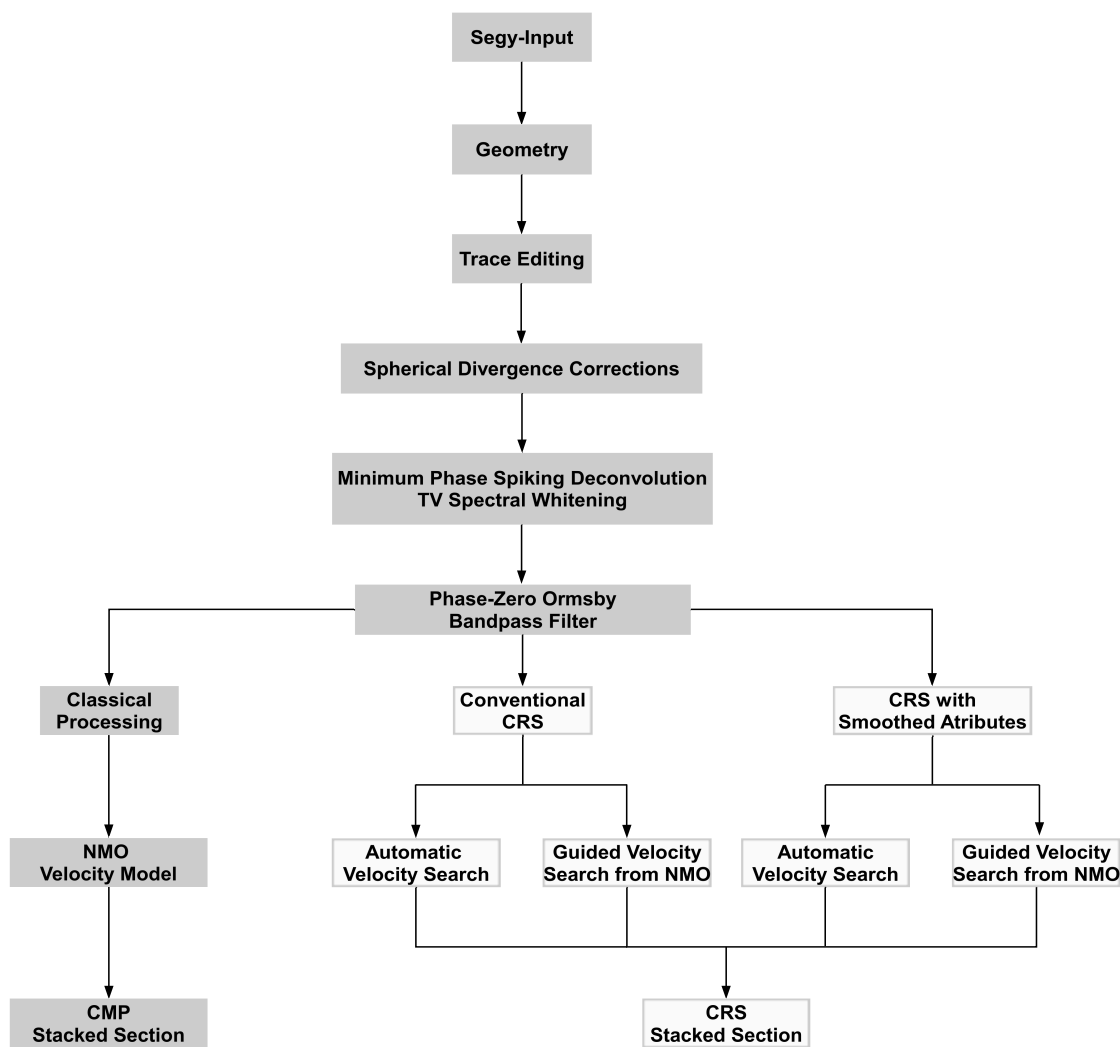 Segy-Input
Geometry
Trace Editing
Spherical Divergence Corrections
Minimum Phase Spiking Deconvolution
TV Spectral Whitening
Phase-Zero Ormsby
Bandpass Filter
Classical
Processing
Conventional
CRS
CRS with
Smoothed Atributes
NMO
Velocity Model
Automatic
Velocity Search
Guided Velocity
Search from NMO
Automatic
Velocity Search
Guided Velocity
Search from NMO
CMP
Stacked Section
CRS
Stacked Section